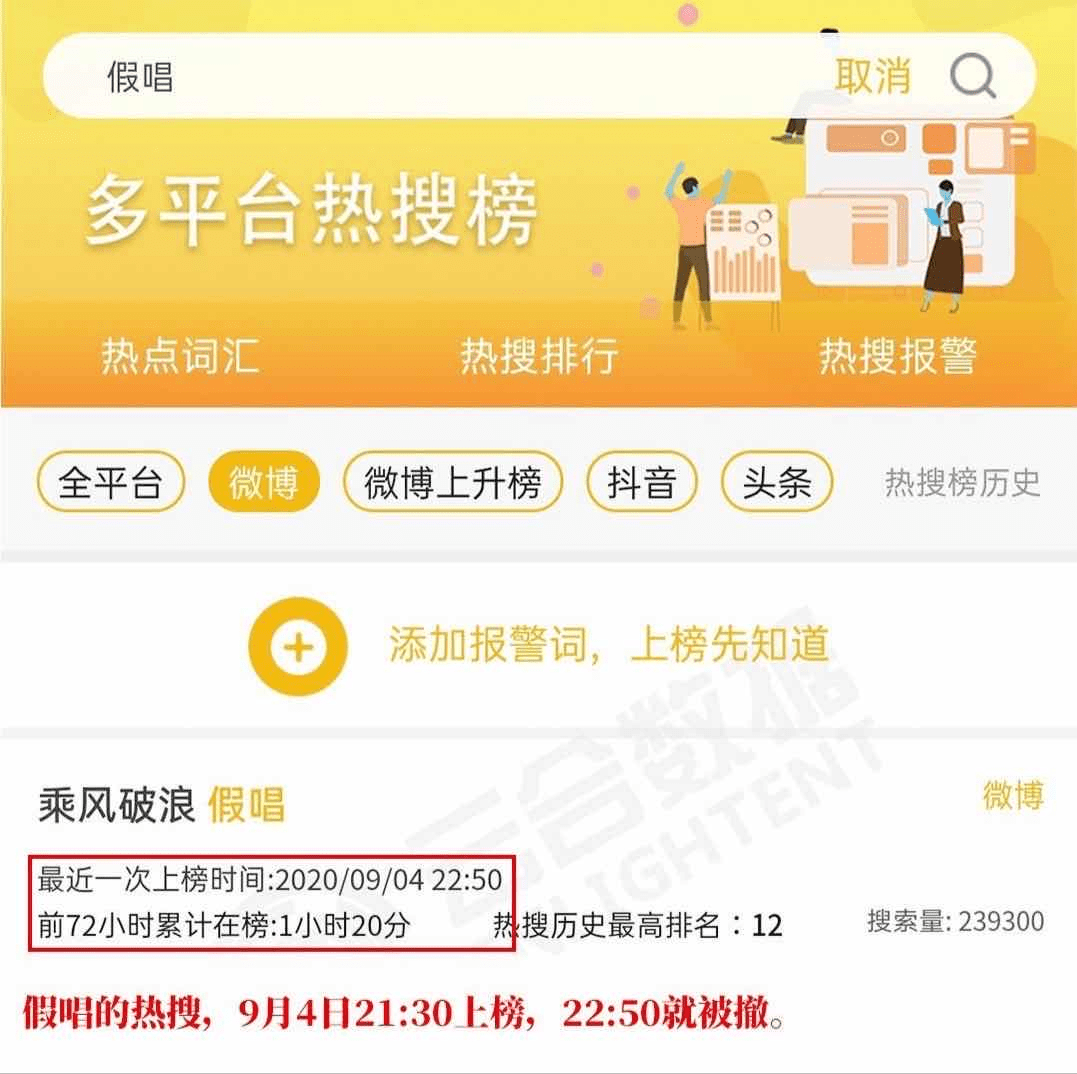 假唱 取消
多平台热搜榜
热点词汇 热搜排行 热搜报警
全平台 微博 微博上升榜 抖音 头条 热搜榜历史
添加报警词，上榜先知道
云合数据
ENLIGHTENT
乘风破浪 假唱 微博
最近一次上榜时间:2020/09/04 22:50
前72小时累计在榜:1小时20分 热搜历史最高排名：12 搜索量: 239300
假唱的热搜，9月4日21:30上榜，22:50就被撤。